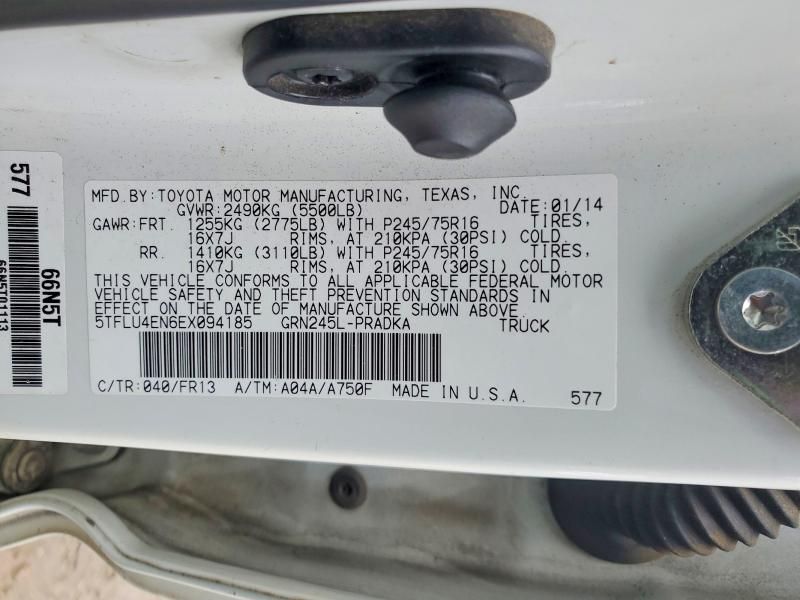 MFD.BY:TOYOTA MOTOR MANUFACTURING, TEXAS, INC.
GVWR:2490KG (5500LB) DATE:01/14
GAWR:FRT. 1255KG (2775LB) WITH P245/75R16 TIRES,
16X7J RIMS, AT 210KPA (30PSI) COLD.
RR. 1410KG (3110LB) WITH P245/75R16 TIRES,
16X7J RIMS, AT 210KPA (30PSI) COLD.
THIS VEHICLE CONFORMS TO ALL APPLICABLE FEDERAL MOTOR
VEHICLE SAFETY AND THEFT PREVENTION STANDARDS IN
EFFECT ON THE DATE OF MANUFACTURE SHOWN ABOVE.
5TFLU4EN6EX094185 GRN245L-PRADKA TRUCK
C/TR:040/FR13 A/TM:A04A/A750F MADE IN U.S.A. 577
577 66N5T
66N5T01113